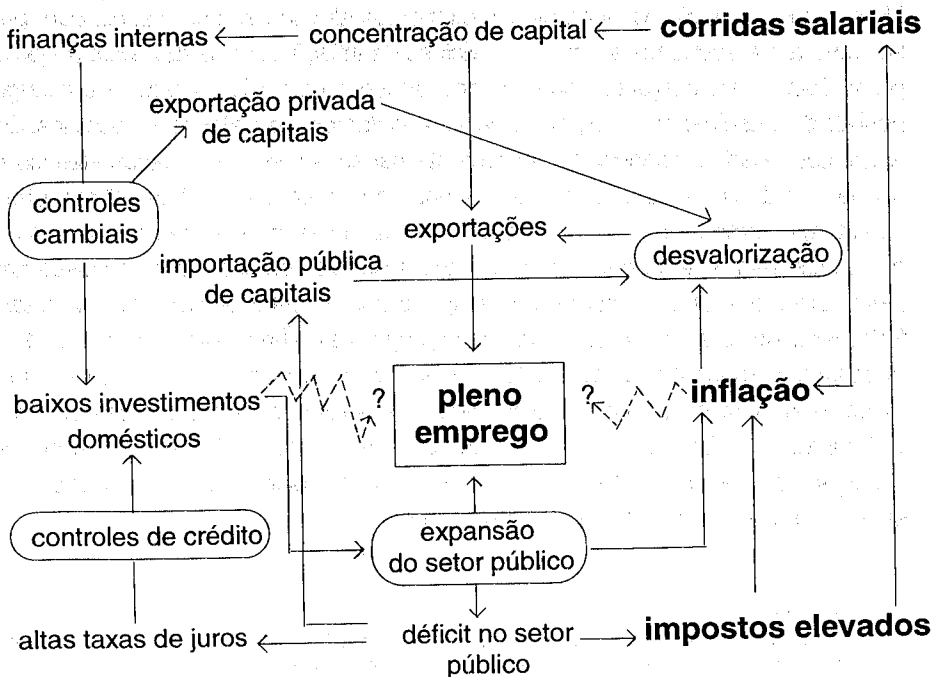 finanças internas
concentração de capital
corridas salariais
exportação privada
de capitais
controles
cambiais
exportações
desvalorização
importação pública
de capitais
baixos investimentos
domésticos
?
pleno
emprego
?
inflação
controles de crédito
expansão
do setor público
altas taxas de juros
déficit no setor
público
impostos elevados